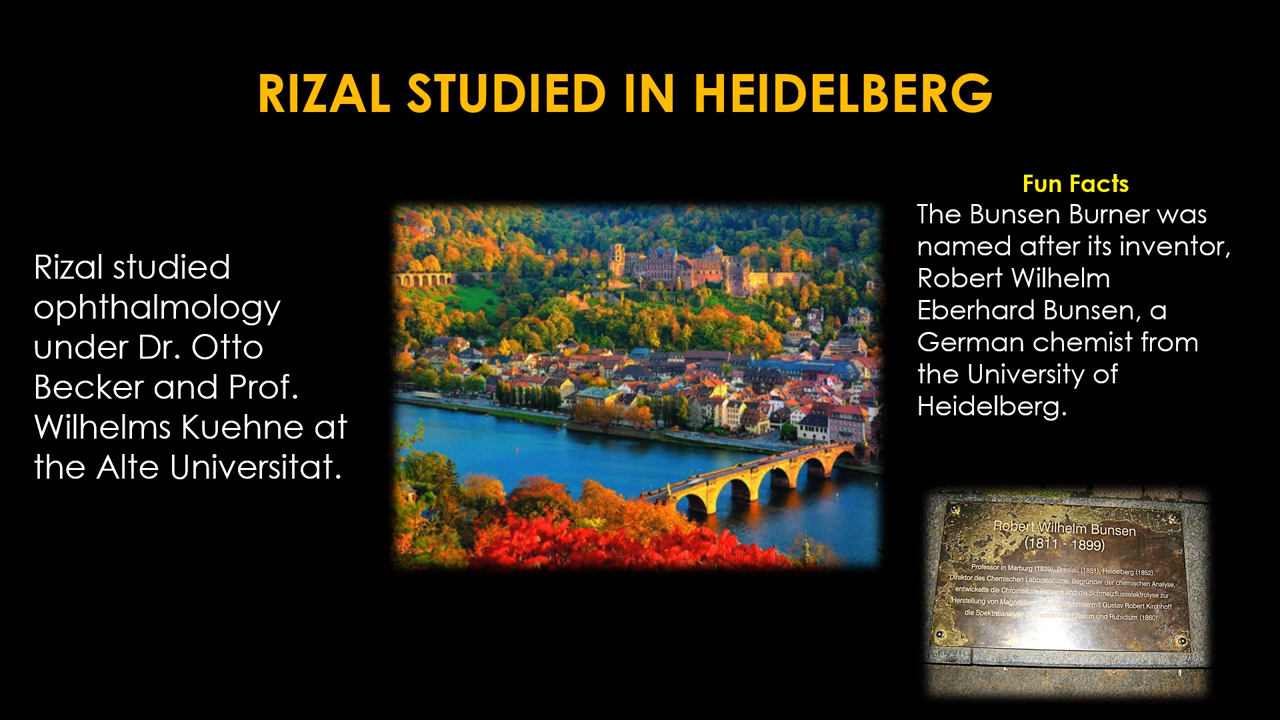 RIZAL STUDIED IN HEIDELBERG
Rizal studied
ophthalmology
under Dr. Otto
Becker and Prof.
Wilhelms Kuehne at
the Alte Universitat.
Fun Facts
The Bunsen Burner was
named after its inventor,
Robert Wilhelm
Eberhard Bunsen, a
German chemist from
the University of
Heidelberg.
Robert Wilhelm Bunsen
(1811 - 1899)
Professor in Marburg (1839), Breslau (1851), Heidelberg (1852)
Direktor des Chemischen Laboratoriums, Begründer der chemischen Analyse,
entwickelte die Chromsäure Batterie und die Schmelzflusselektrolyse zur
Herstellung von mit Gustav Robert Kirchhoff
die Spektralanalyse und Rubidium (1860)